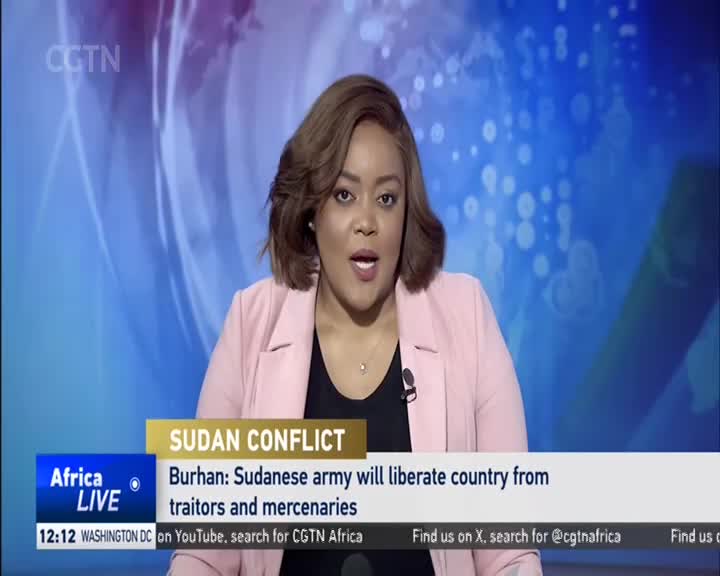 CGTN
SUDAN CONFLICT
Burhan: Sudanese army will liberate country from
traitors and mercenaries
Africa
LIVE
12:12 WASHINGTON DC on YouTube, search for CGTN Africa Find us on X, search for @cgtnafrica Find us o